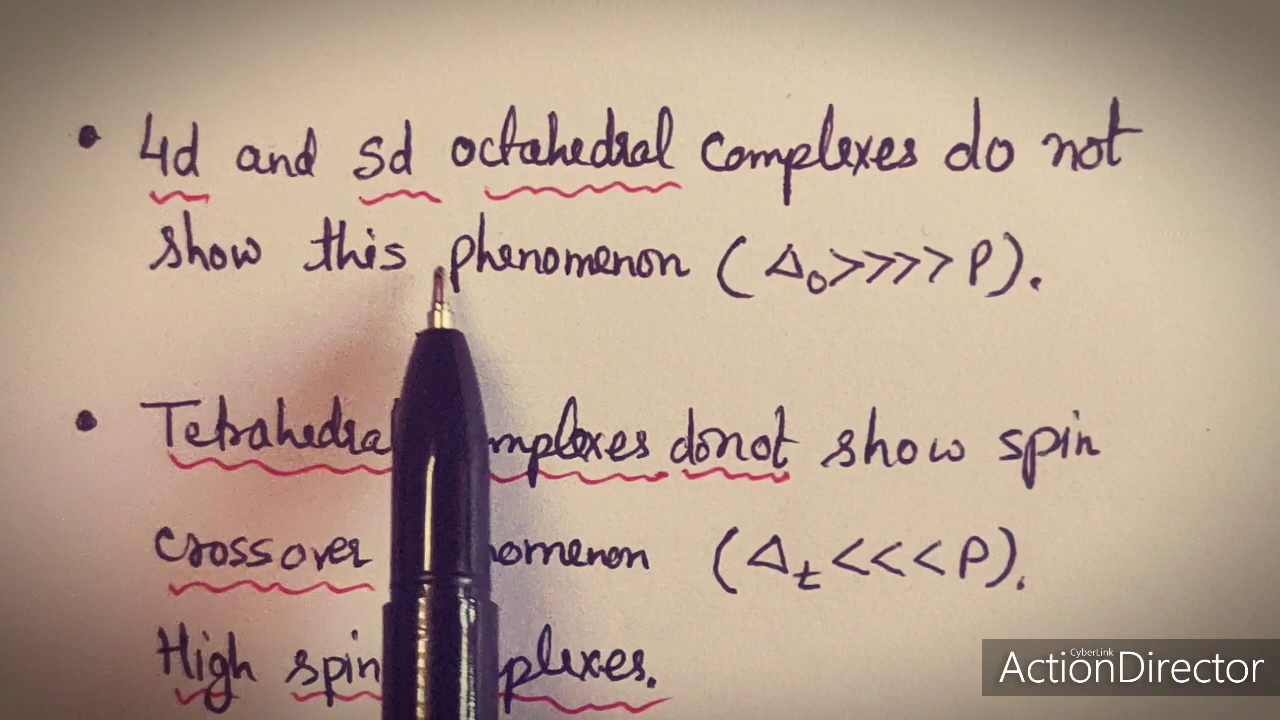 • 4d and 5d octahedral complexes do not
show this phenomenon (Δo>>>> P).
• Tetrahedra mplexes donot show spin
crossover nomenon (Δt <<< P).
High spin plexes.
CyberLink
ActionDirector